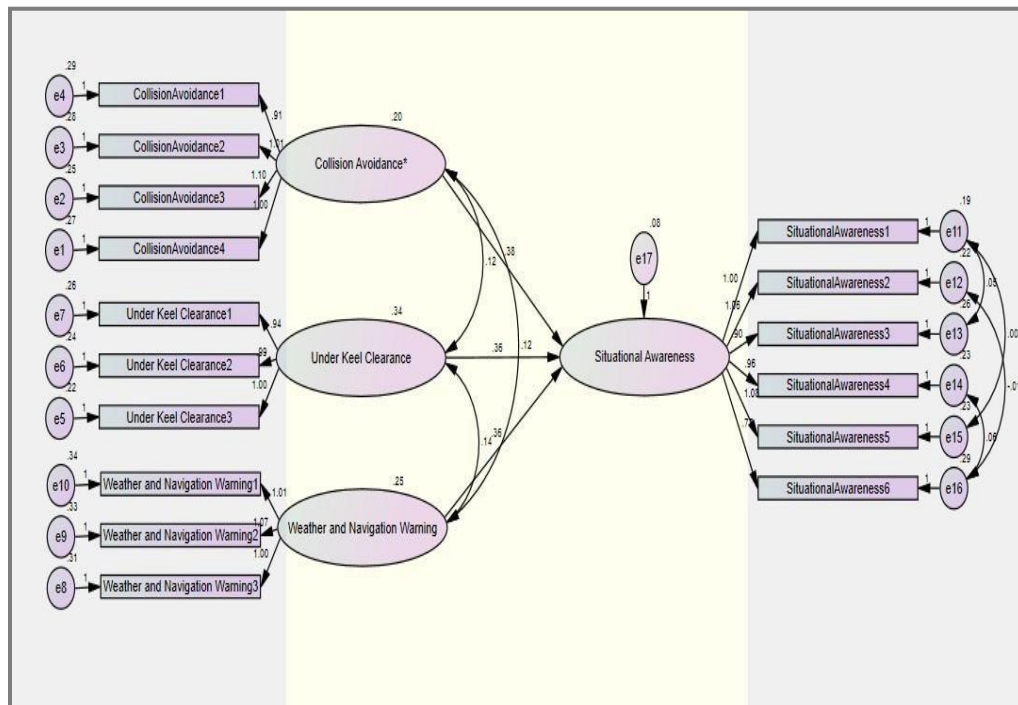 .29
e4 1 CollisionAvoidance1
.28
e3 1 CollisionAvoidance2
.25
e2 1 CollisionAvoidance3
.27
e1 1 CollisionAvoidance4
.91
1.01
1.10
1.00
.20
Collision Avoidance*
.26
e7 1 Under Keel Clearance1
.24
e6 1 Under Keel Clearance2
.22
e5 1 Under Keel Clearance3
.94
.99
1.00
.34
Under Keel Clearance
.34
e10 1 Weather and Navigation Warning1
.33
e9 1 Weather and Navigation Warning2
.31
e8 1 Weather and Navigation Warning3
1.01
1.07
1.00
.25
Weather and Navigation Warning
.12
.38
.36
.12
.14
.36
.08
e17
1
Situational Awareness
1.00
.90
.96
SituationalAwareness1 1 e11
.19
SituationalAwareness2 1 e12
.22
SituationalAwareness3 1 e13
.26
SituationalAwareness4 1 e14
.23
SituationalAwareness5 1 e15
.23
SituationalAwareness6 1 e16
.29
.00
-.01
.06